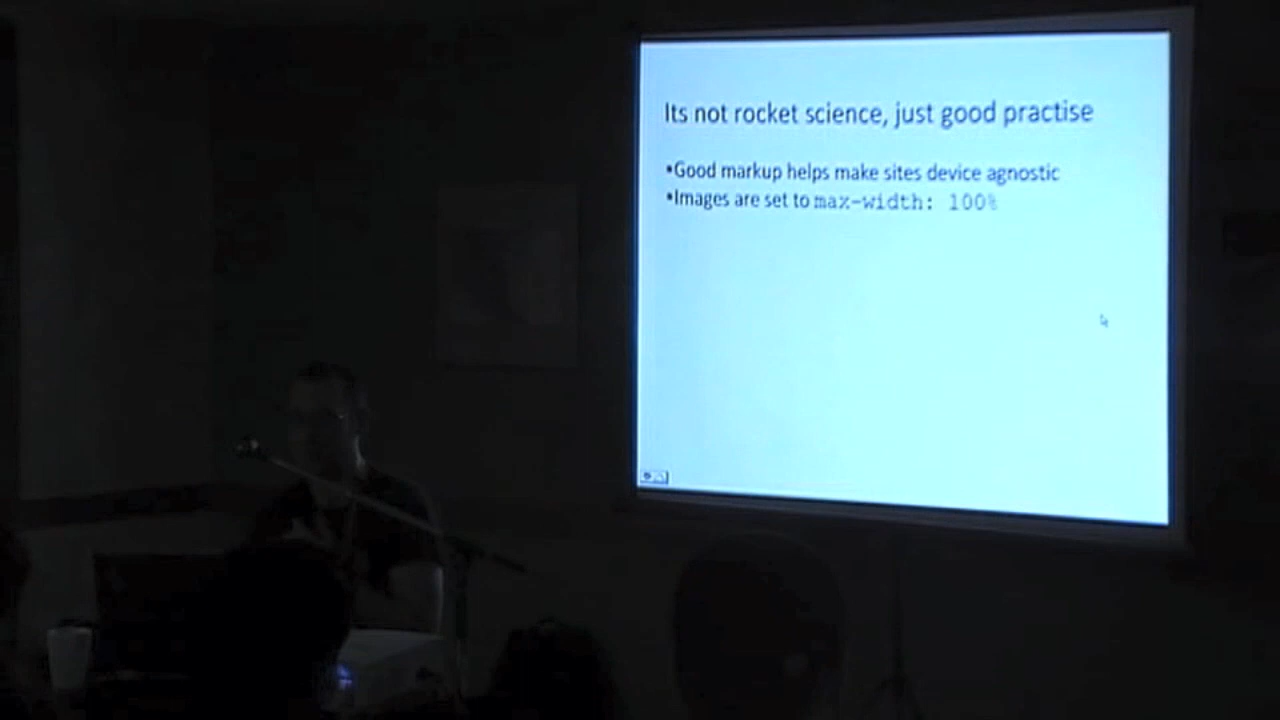 Its not rocket science, just good practise
•Good markup helps make sites device agnostic
•Images are set to max-width: 100%